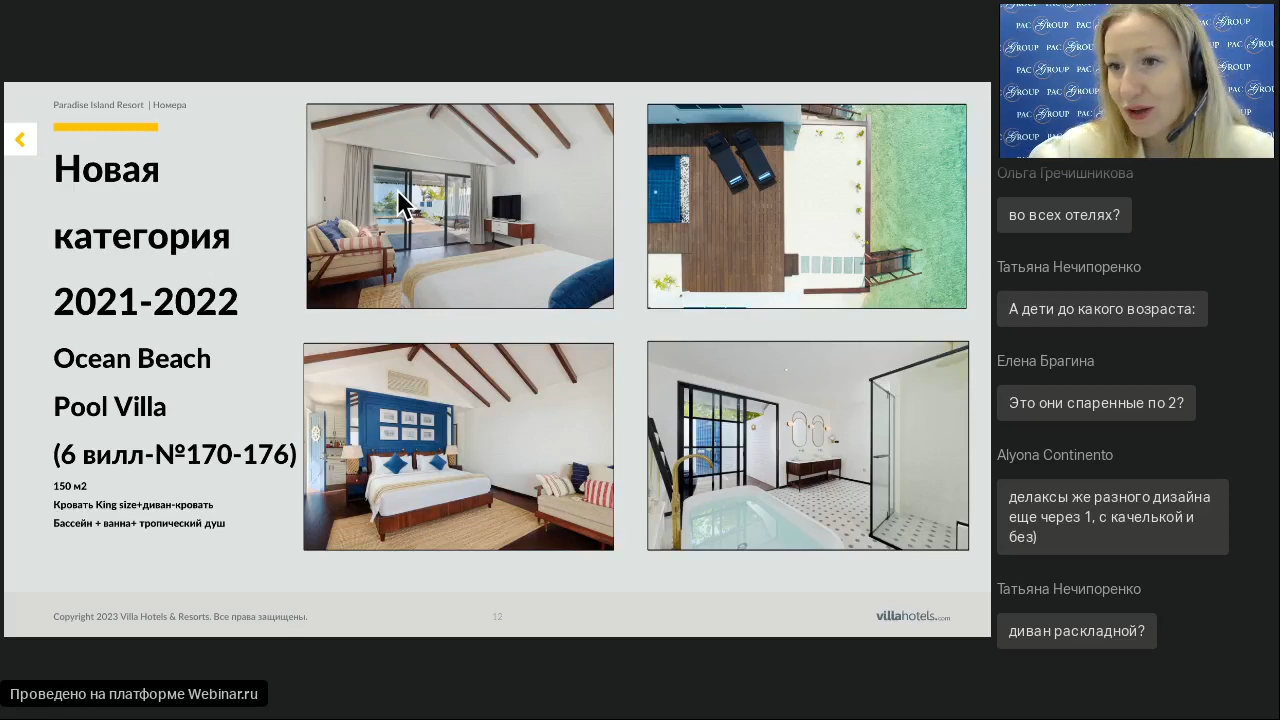 Paradise Island Resort | Номера
Новая
категория
2021-2022
Ocean Beach
Pool Villa
(6 вилл-№170-176)
150 м2
Кровать King size+диван-кровать
Бассейн + ванна+ тропический душ
Copyright 2023 Villa Hotels & Resorts. Все права защищены.
12
villahotels.com
PAC GROUP
Ольга Гречишникова
во всех отелях?
Татьяна Нечипоренко
А дети до какого возраста:
Елена Брагина
Это они спаренные по 2?
Alyona Continento
делаксы же разного дизайна
еще через 1, с качелькой и
без)
Татьяна Нечипоренко
диван раскладной?
Проведено на платформе Webinar.ru